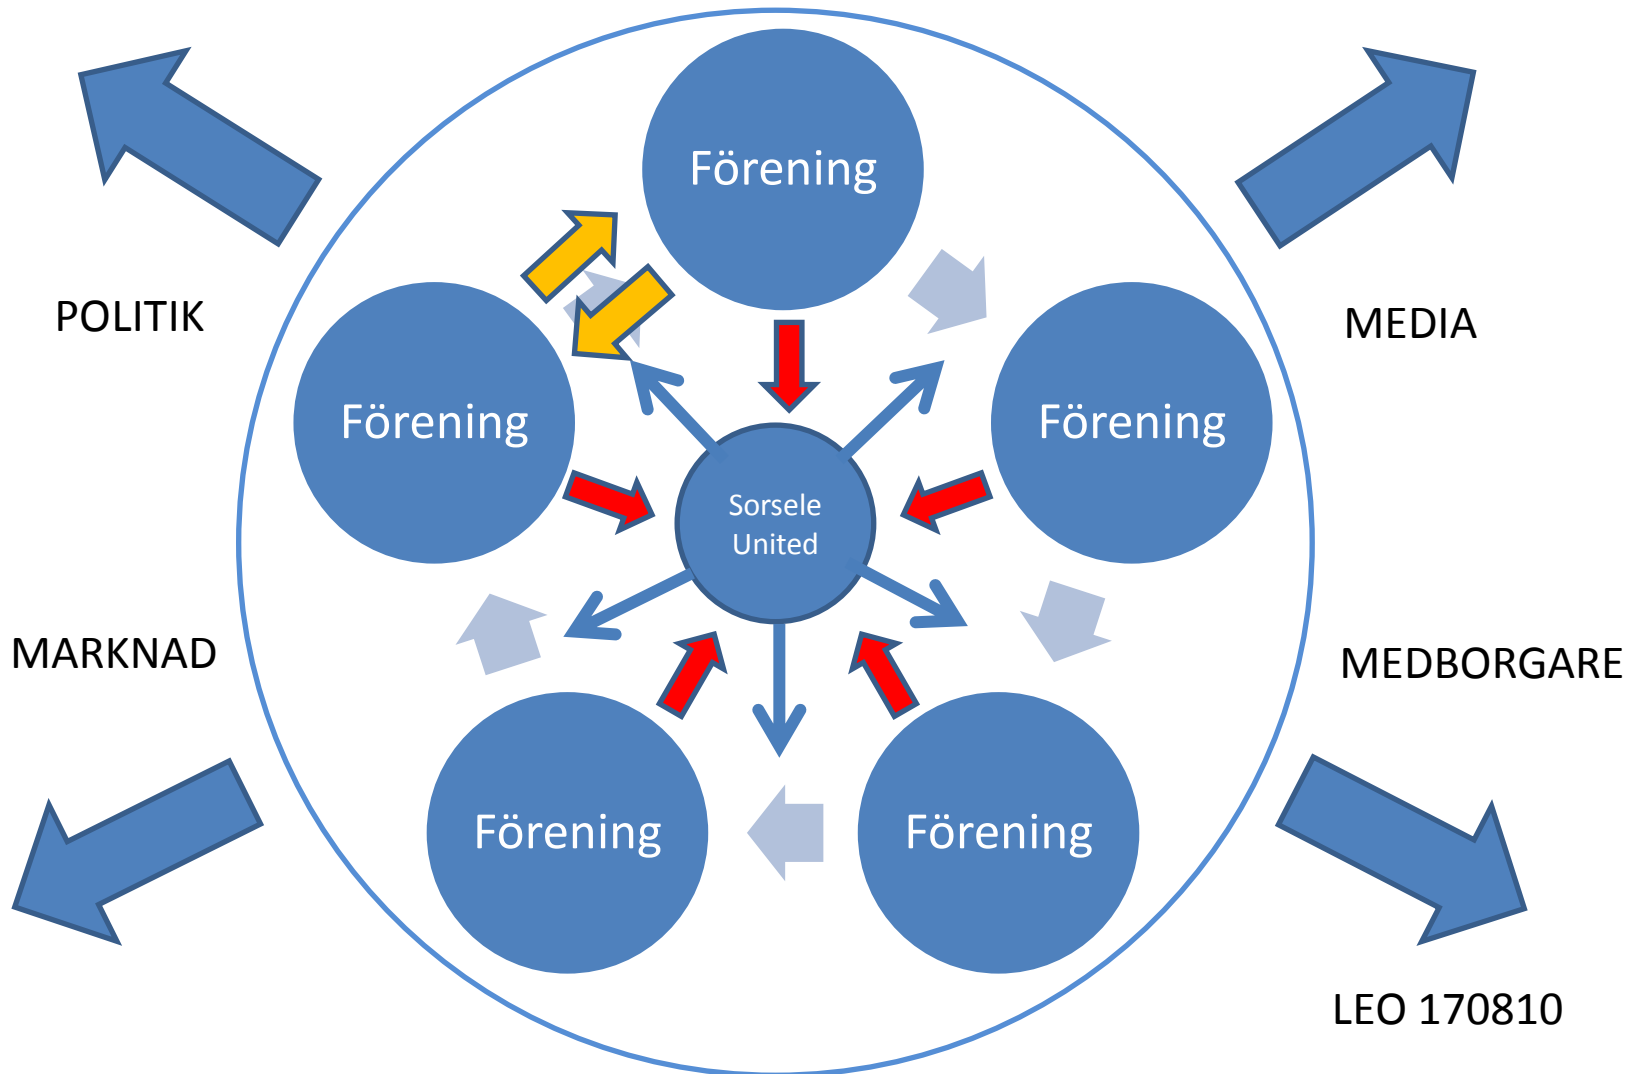 Förening
POLITIK
MEDIA
Förening
Förening
Sorsele
United
MARKNAD
MEDBORGARE
Förening
Förening
LEO 170810